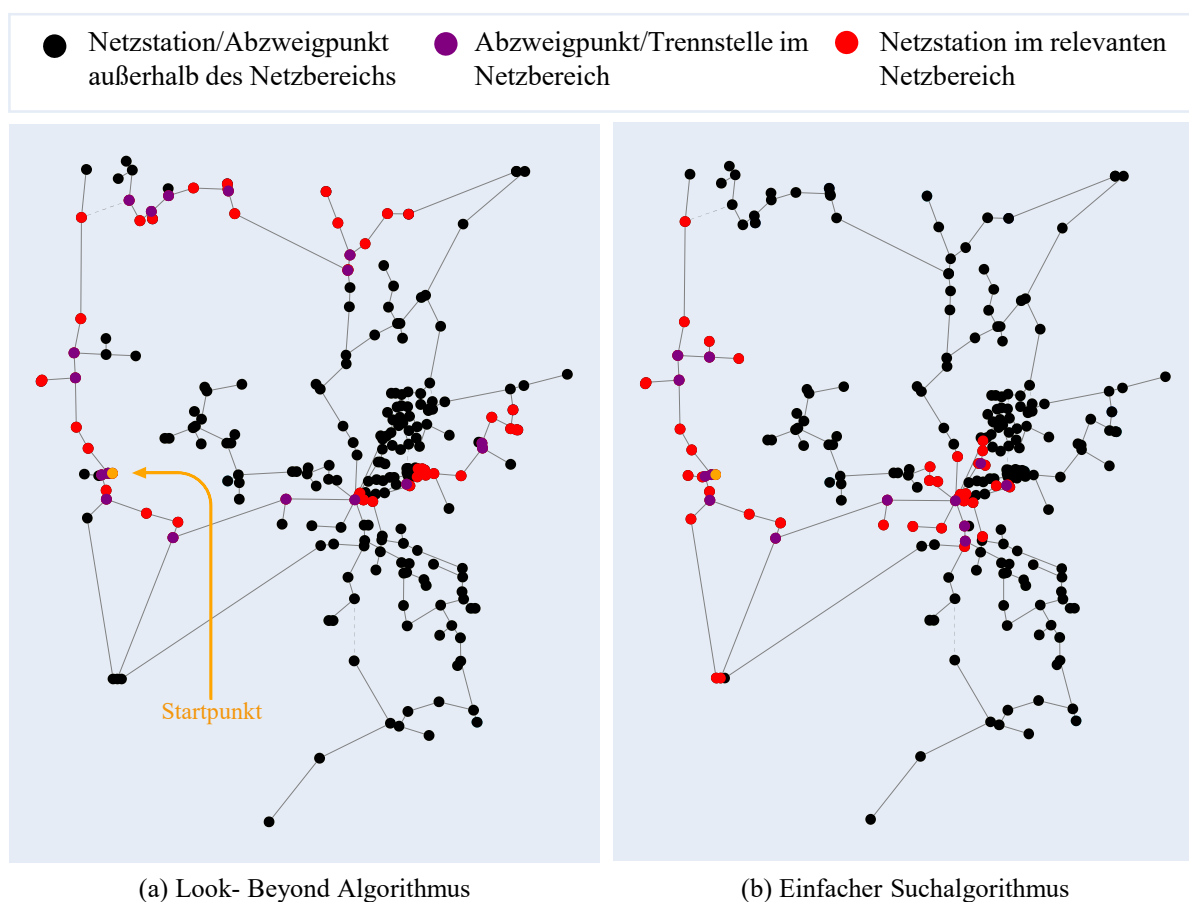 Netzstation/Abzweigpunkt
außerhalb des Netzbereichs
Abzweigpunkt/Trennstelle im
Netzbereich
Netzstation im relevanten
Netzbereich
Startpunkt
(a) Look- Beyond Algorithmus
(b) Einfacher Suchalgorithmus